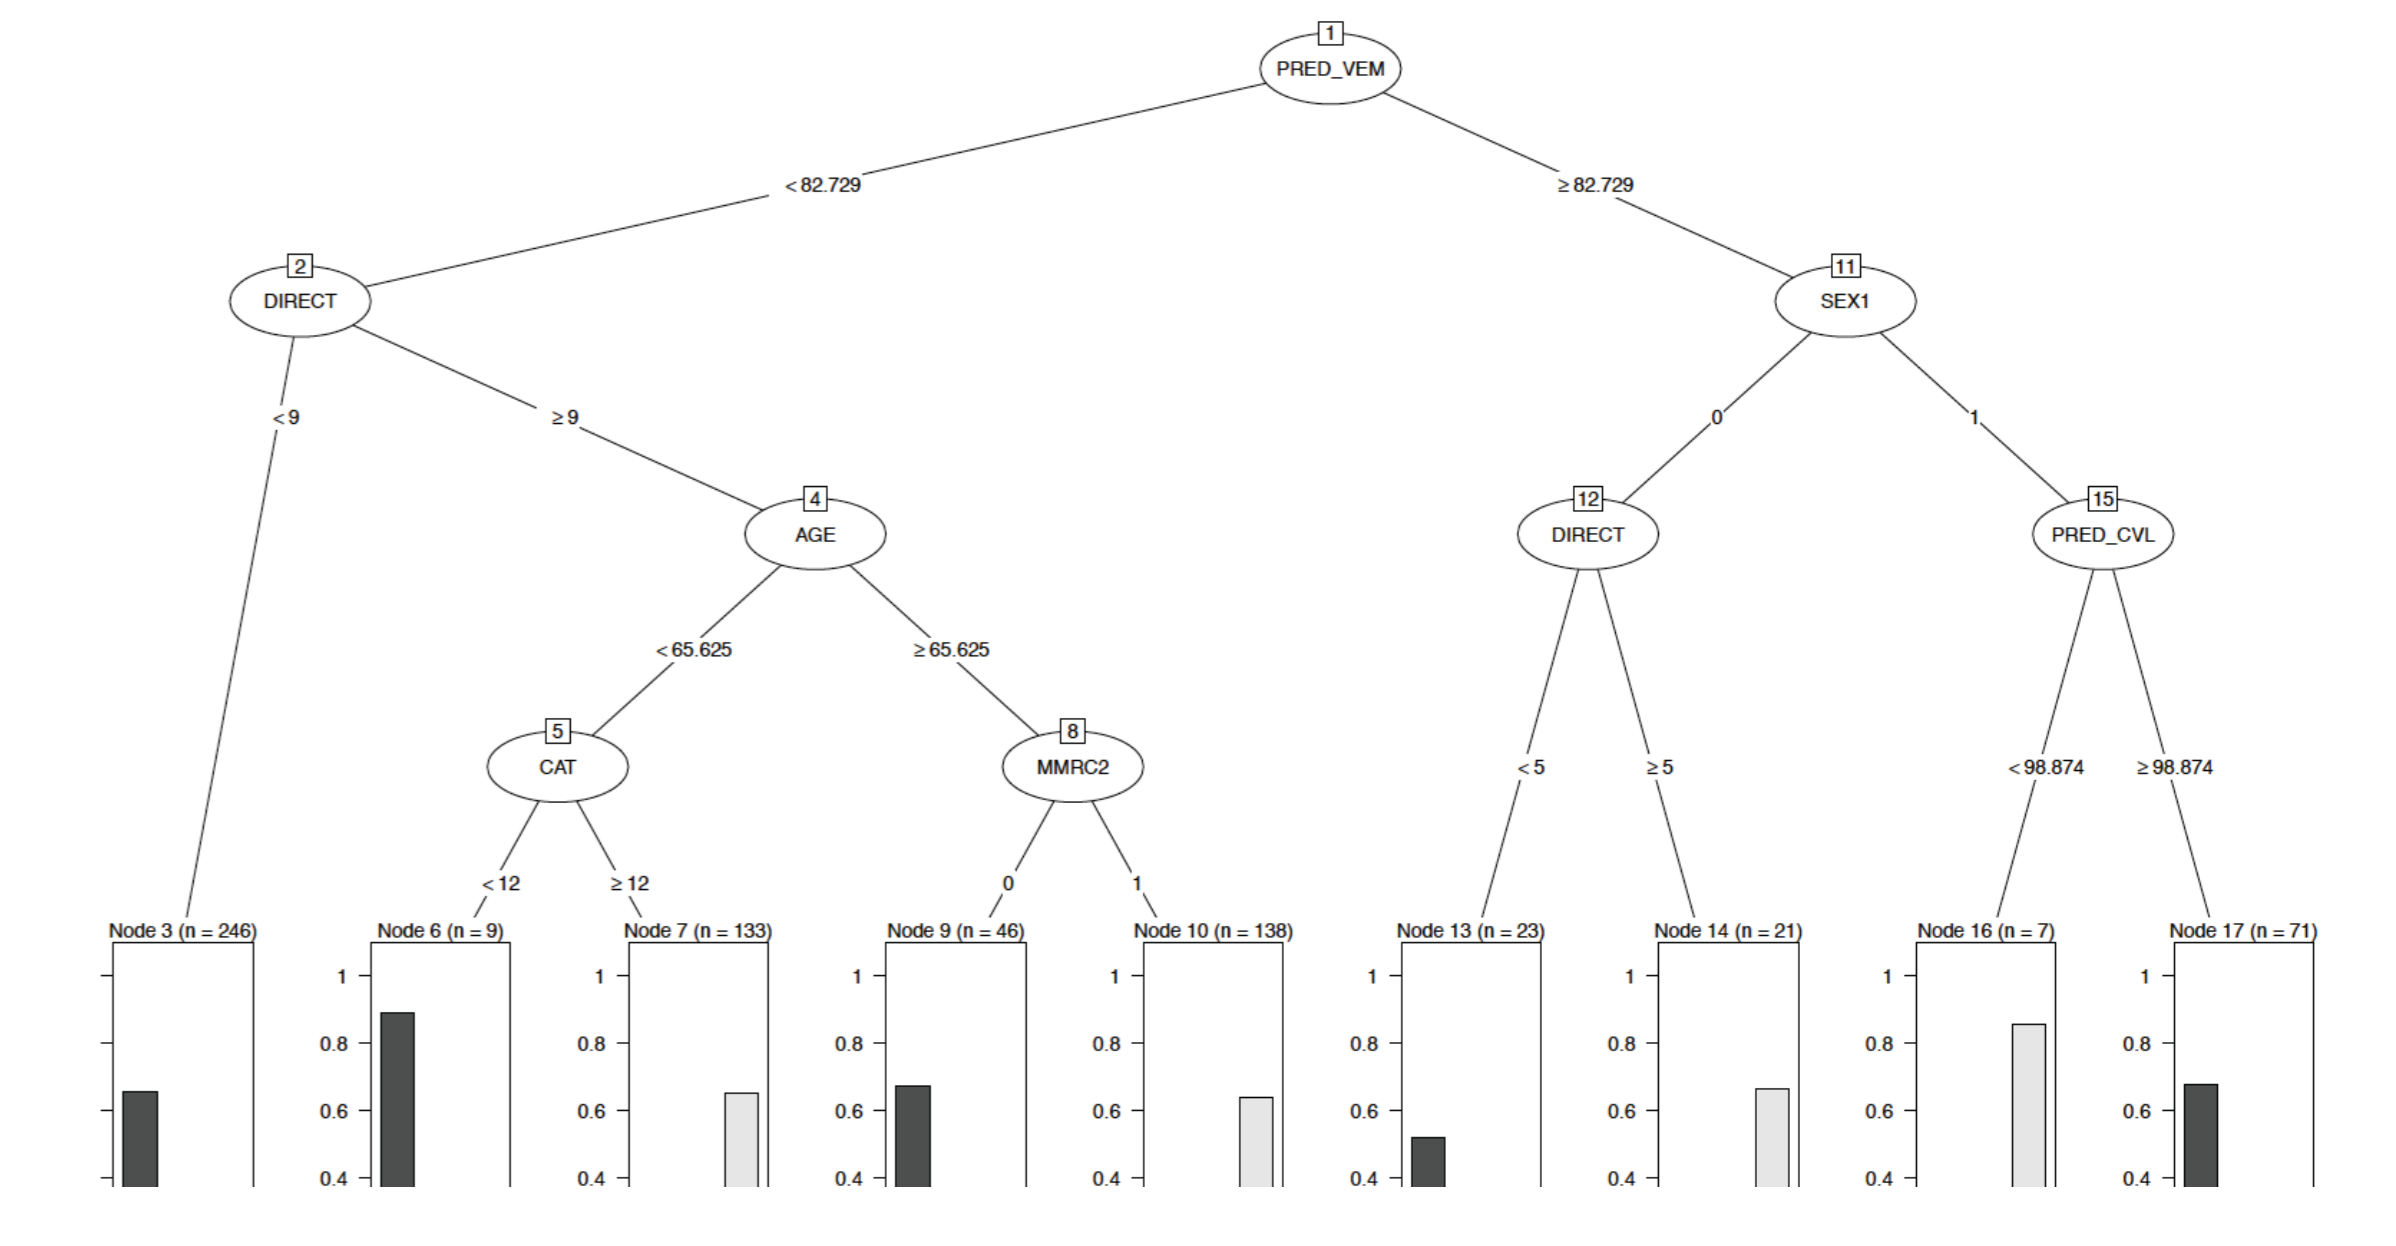 1
PRED_VEM
< 82.729
≥ 82.729
2
DIRECT
11
SEX1
< 9
≥ 9
0
1
4
AGE
12
DIRECT
15
PRED_CVL
< 65.625
≥ 65.625
5
CAT
8
MMRC2
< 5
≥ 5
< 98.874
≥ 98.874
< 12
≥ 12
0
1
Node 3 (n = 246)
Node 6 (n = 9)
Node 7 (n = 133)
Node 9 (n = 46)
Node 10 (n = 138)
Node 13 (n = 23)
Node 14 (n = 21)
Node 16 (n = 7)
Node 17 (n = 71)
1 1 1 1 1 1 1 1
0.8 0.8 0.8 0.8 0.8 0.8 0.8 0.8
0.6 0.6 0.6 0.6 0.6 0.6 0.6 0.6
0.4 0.4 0.4 0.4 0.4 0.4 0.4 0.4